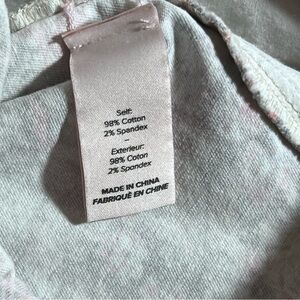 Self:
98% Cotton
2% Spandex
–
Exterieur:
98% Coton
2% Spandex
MADE IN CHINA
FABRIQUÉ EN CHINE